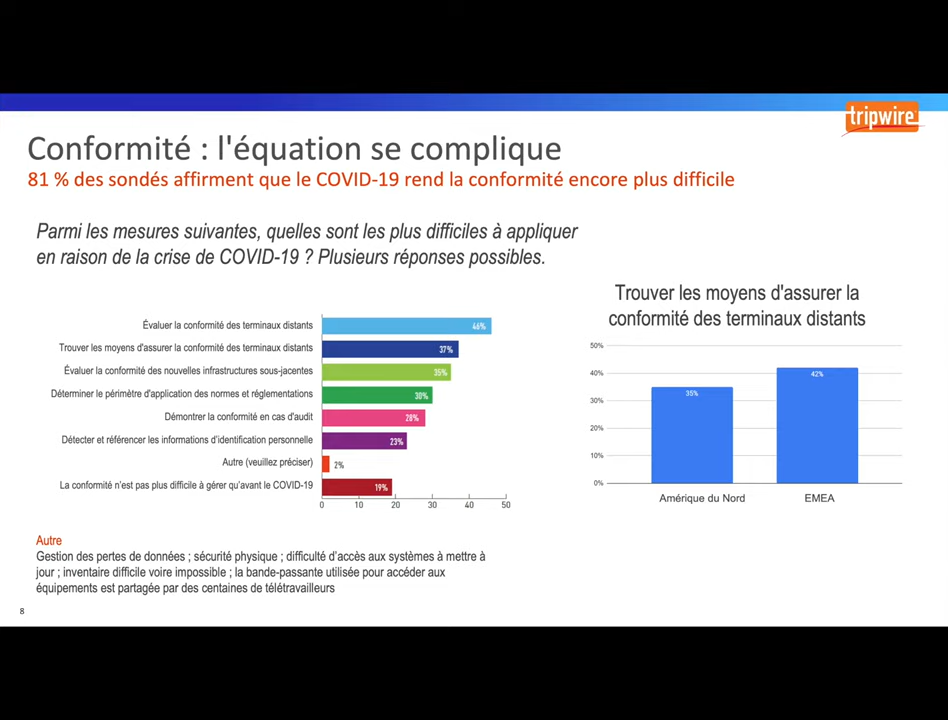 tripwire
Conformité : l'équation se complique
81 % des sondés affirment que le COVID-19 rend la conformité encore plus difficile
Parmi les mesures suivantes, quelles sont les plus difficiles à appliquer
en raison de la crise de COVID-19 ? Plusieurs réponses possibles.
Évaluer la conformité des terminaux distants 46%
Trouver les moyens d'assurer la conformité des terminaux distants 37%
Évaluer la conformité des nouvelles infrastructures sous-jacentes 35%
Déterminer le périmètre d'application des normes et réglementations 30%
Démontrer la conformité en cas d'audit 28%
Détecter et référencer les informations d'identification personnelle 23%
Autre (veuillez préciser) 2%
La conformité n'est pas plus difficile à gérer qu'avant le COVID-19 19%
0 10 20 30 40 50
Trouver les moyens d'assurer la
conformité des terminaux distants
50%
40%
30%
20%
10%
0%
35%
42%
Amérique du Nord EMEA
Autre
Gestion des pertes de données ; sécurité physique ; difficulté d'accès aux systèmes à mettre à
jour ; inventaire difficile voire impossible ; la bande-passante utilisée pour accéder aux
équipements est partagée par des centaines de télétravailleurs
8